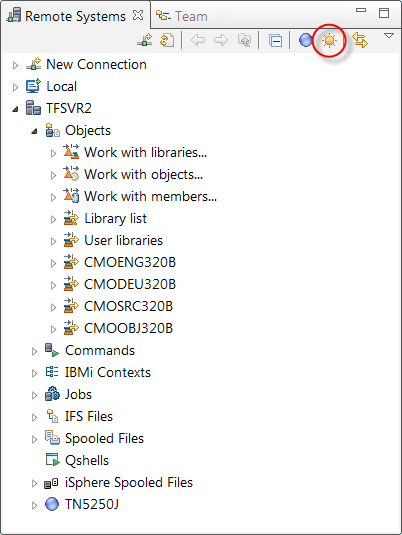 Remote Systems Team
New Connection
Local
TFSVR2
Objects
Work with libraries...
Work with objects...
Work with members...
Library list
User libraries
CMOENG320B
CMODEU320B
CMOSRC320B
CMOOBJ320B
Commands
IBMi Contexts
Jobs
IFS Files
Spooled Files
Qshells
iSphere Spooled Files
TN5250J